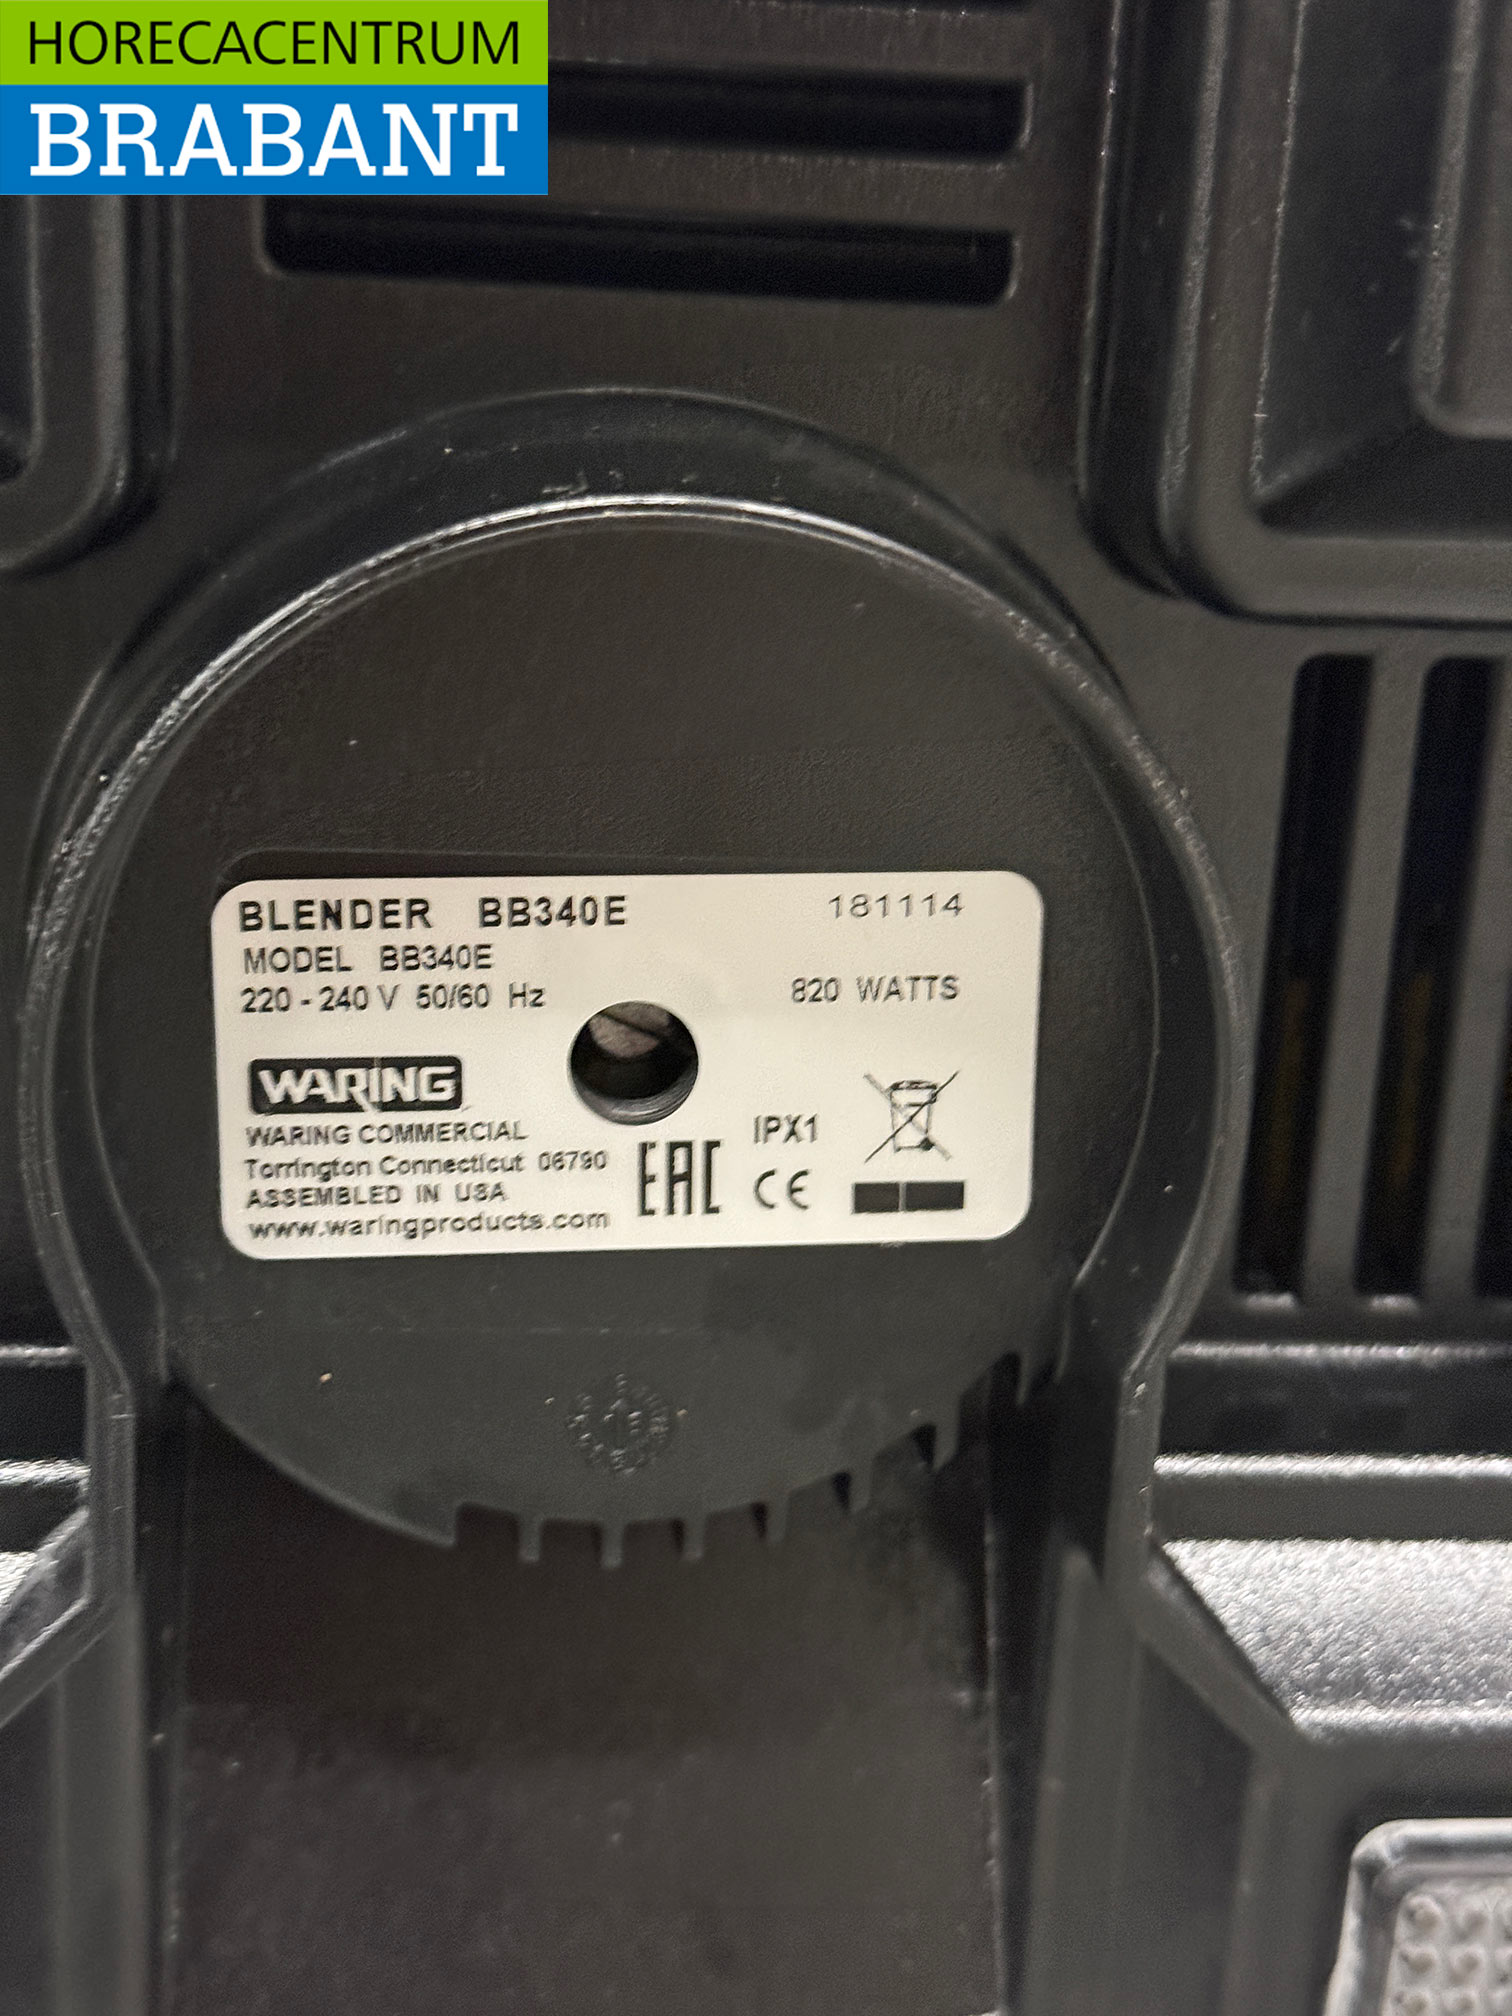 HORECACENTRUM
BRABANT
BLENDER BB340E 181114
MODEL BB340E
220 - 240 V 50/60 Hz 820 WATTS
WARING
WARING COMMERCIAL
Torrington Connecticut 06790
ASSEMBLED IN USA
www.waringproducts.com
EAC
IPX1
CE